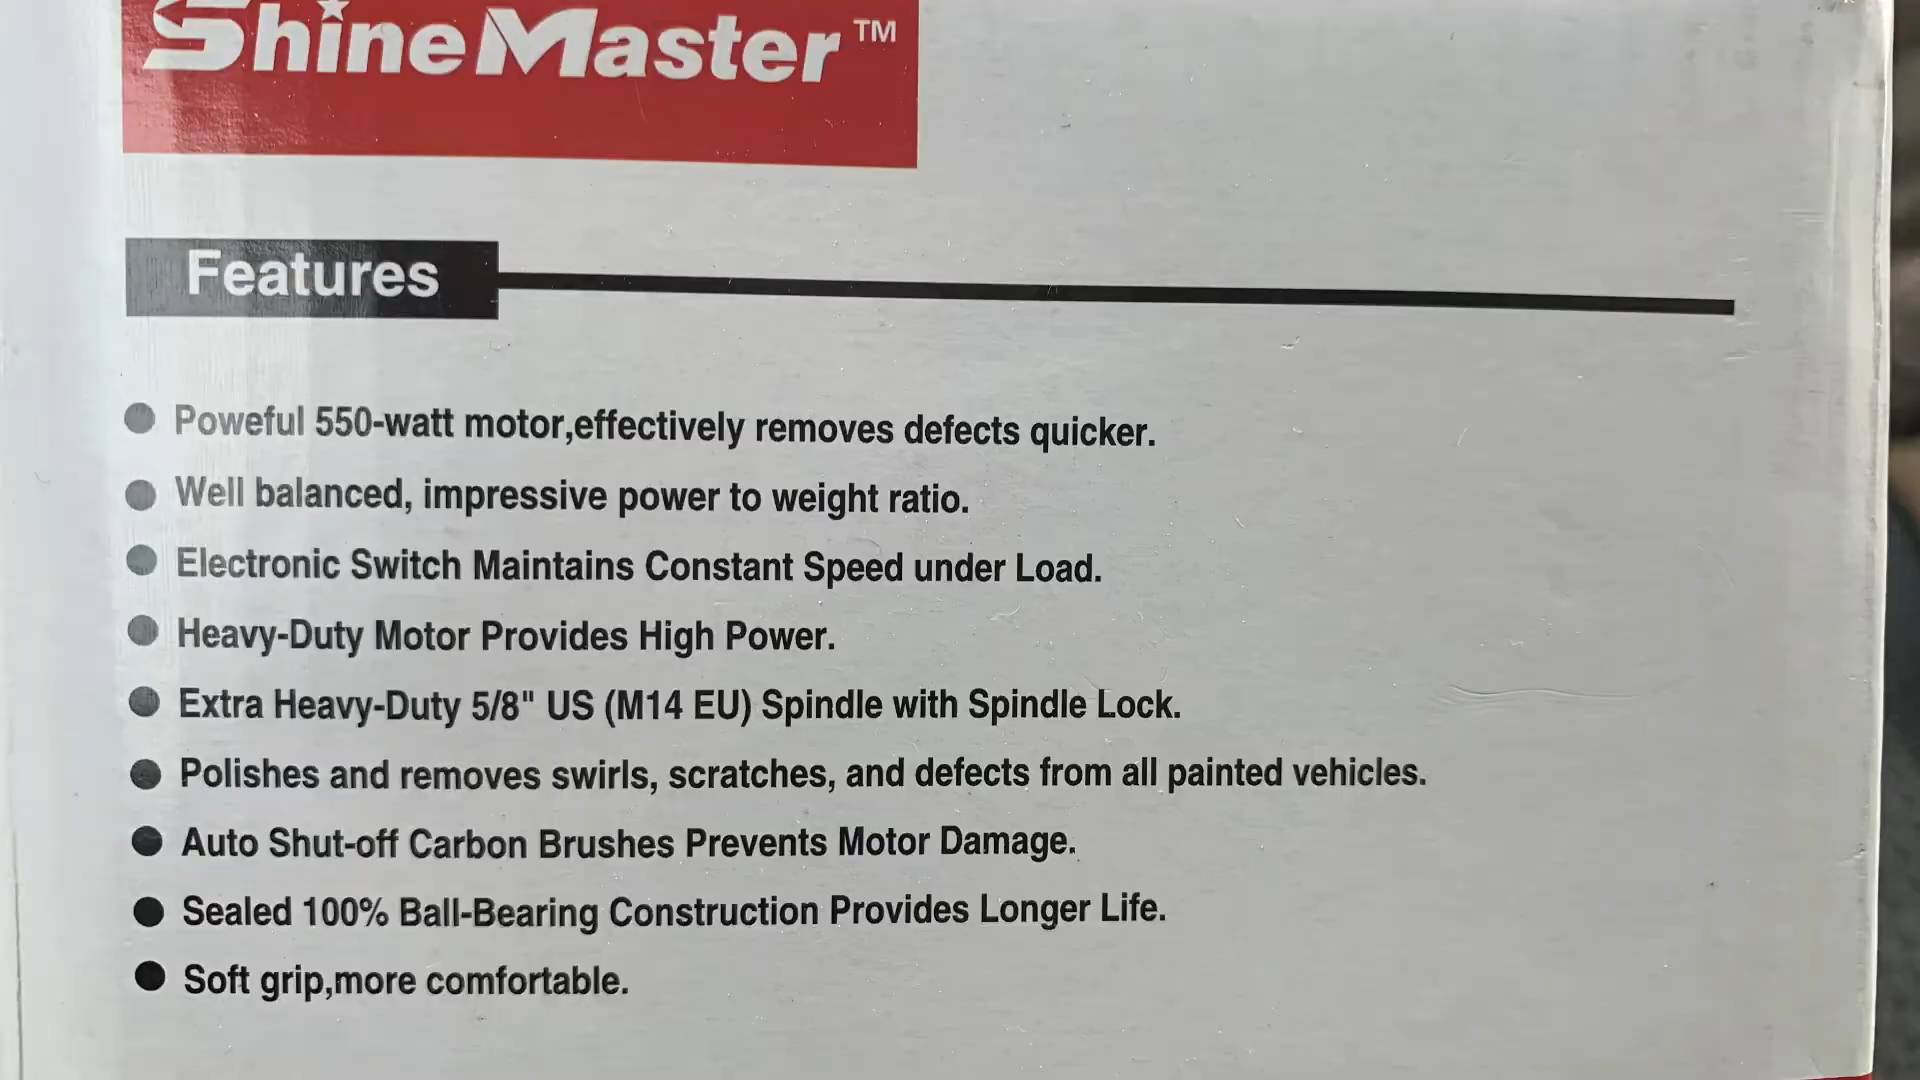 ShineMaster™
Features
● Poweful 550-watt motor,effectively removes defects quicker.
● Well balanced, impressive power to weight ratio.
● Electronic Switch Maintains Constant Speed under Load.
● Heavy-Duty Motor Provides High Power.
● Extra Heavy-Duty 5/8" US (M14 EU) Spindle with Spindle Lock.
● Polishes and removes swirls, scratches, and defects from all painted vehicles.
● Auto Shut-off Carbon Brushes Prevents Motor Damage.
● Sealed 100% Ball-Bearing Construction Provides Longer Life.
● Soft grip,more comfortable.